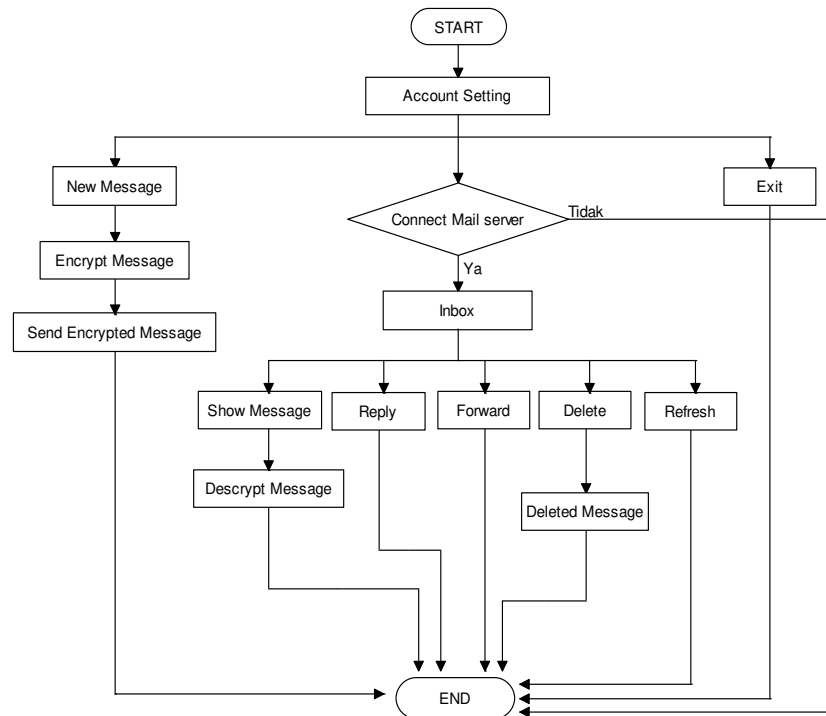 START
Account Setting
New Message
Exit
Connect Mail server
Tidak
Encrypt Message
Ya
Inbox
Send Encrypted Message
Show Message
Reply
Forward
Delete
Refresh
Descrypt Message
Deleted Message
END